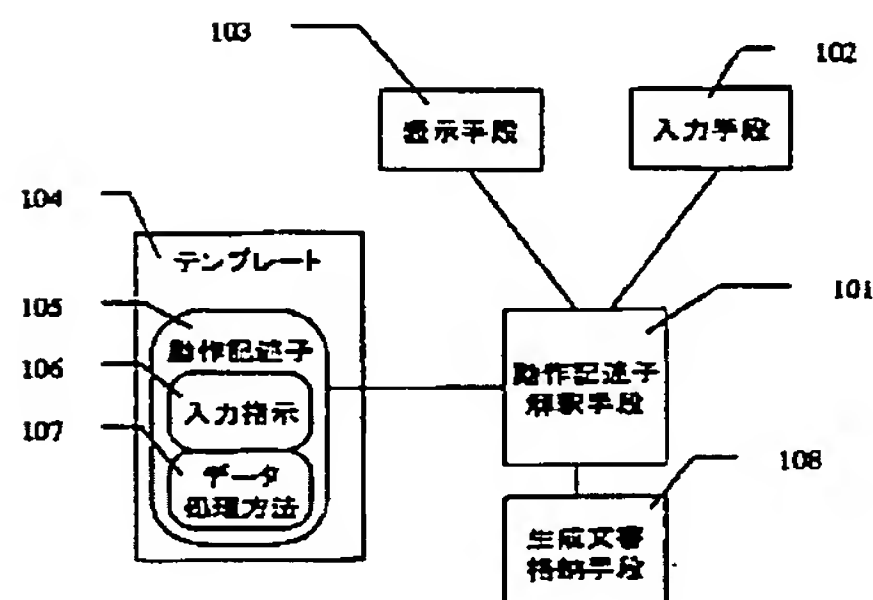 103
102
表示手段
入力手段
104
テンプレート
101
105
動作記述子
106
入力指示
動作記述子
解釈手段
107
データ
処理方法
108
生成文書
格納手段